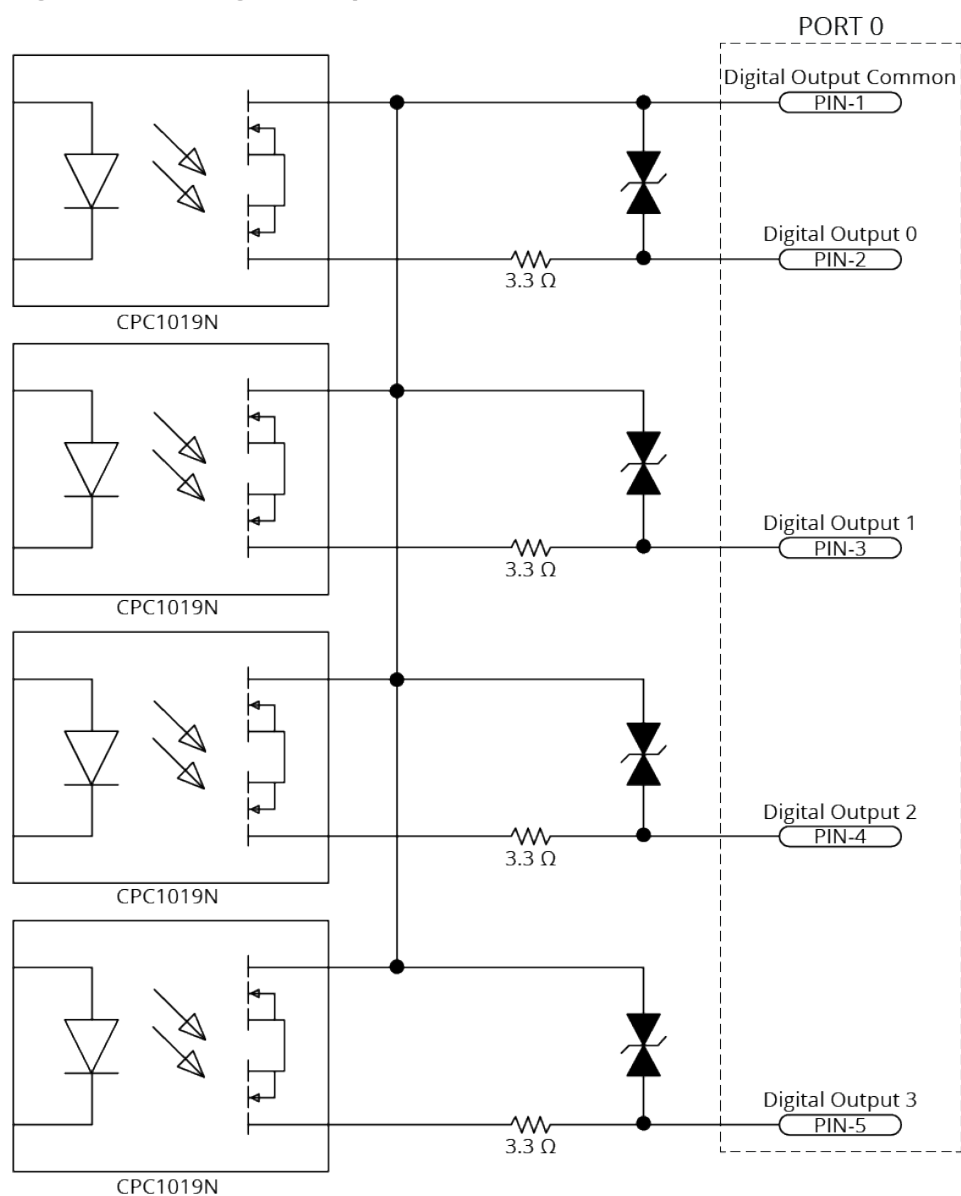 PORT 0
Digital Output Common
PIN-1
Digital Output 0
PIN-2
3.3 Ω
CPC1019N
Digital Output 1
PIN-3
3.3 Ω
CPC1019N
Digital Output 2
PIN-4
3.3 Ω
CPC1019N
Digital Output 3
PIN-5
3.3 Ω
CPC1019N